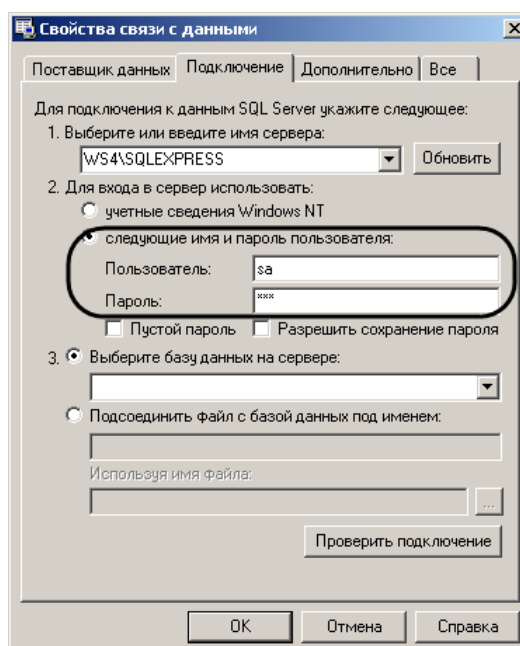 Свойства связи с данными
Поставщик данных Подключение Дополнительно Все
Для подключения к данным SQL Server укажите следующее:
1. Выберите или введите имя сервера:
WS4\SQLEXPRESS Обновить
2. Для входа в сервер использовать:
учетные сведения Windows NT
следующие имя и пароль пользователя:
Пользователь: sa
Пароль: ***
Пустой пароль Разрешить сохранение пароля
3. Выберите базу данных на сервере:
Подсоединить файл с базой данных под именем:
Используя имя файла:
...
Проверить подключение
OK Отмена Справка